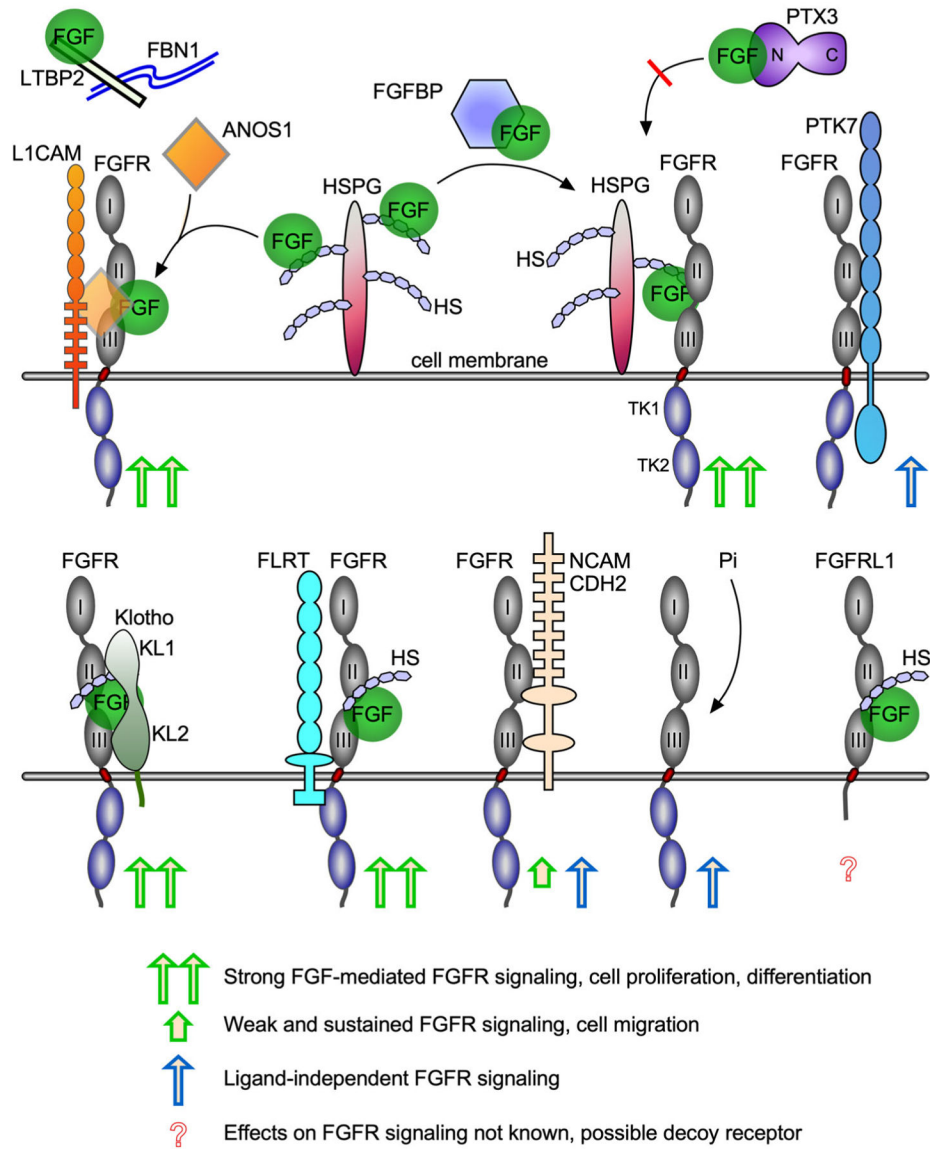 FGF
FBN1
LTBP2
PTX3
FGF
N
C
FGFBP
FGF
ANOS1
PTK7
L1CAM
FGFR
HSPG
HSPG
FGFR
FGFR
I
FGF
FGF
I
I
II
HS
II
II
FGF
HS
FGF
III
III
III
cell membrane
TK1
TK2
FGFR
FLRT
FGFR
FGFR
NCAM
CDH2
Pi
FGFRL1
I
Klotho
I
I
I
I
KL1
II
II
HS
II
II
II
HS
FGF
FGF
FGF
III
KL2
III
III
III
III
Strong FGF-mediated FGFR signaling, cell proliferation, differentiation
Weak and sustained FGFR signaling, cell migration
Ligand-independent FGFR signaling
? Effects on FGFR signaling not known, possible decoy receptor
?